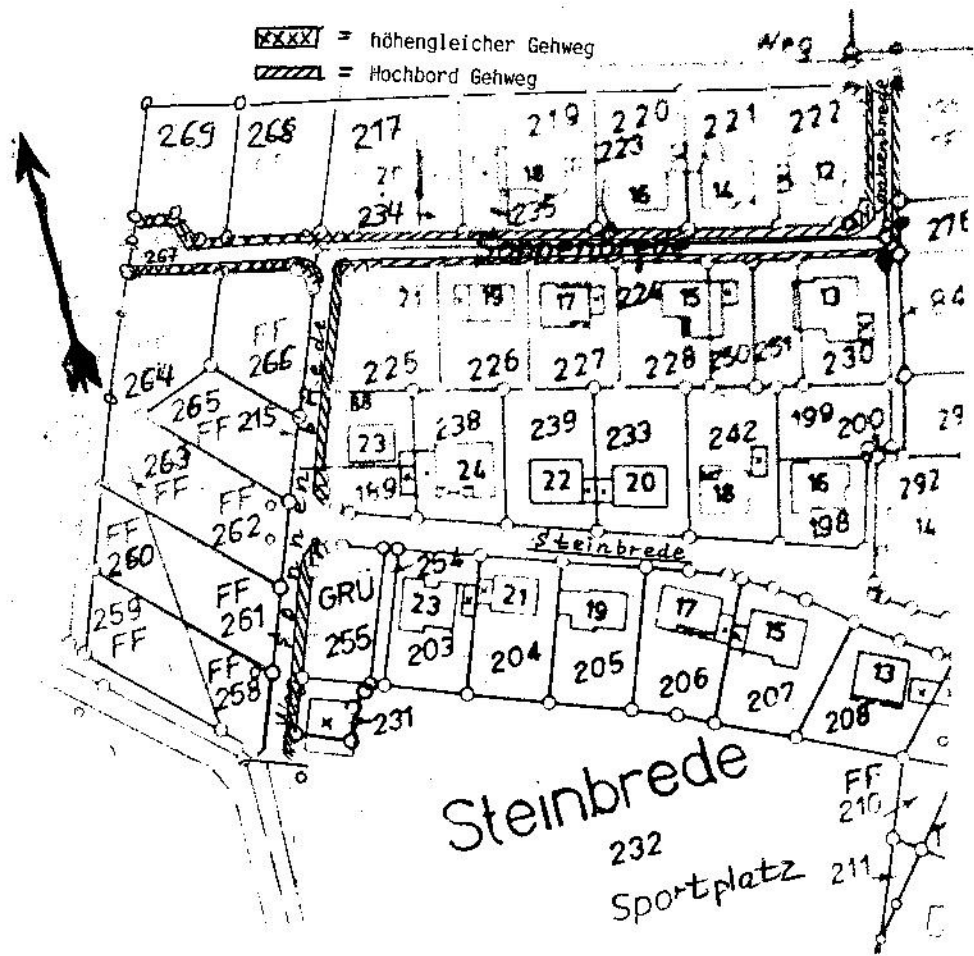 xxxx = höhengleicher Gehweg
= Hochbord Gehweg
Weg
269 268 217 219 220 221 222
223
18 16 14 12
234 235
267
276
21 19 17 224 15 13
264 FF 266 225 226 227 228 250 251 230
265 FF 215
238 239 233 242 199 200
263 FF
23 24 22 20 18 16
169 292
FF 262 198 14
Steinbrede
FF 260
FF 261
GRÜ 255
254
23 21 19 17 15 13
259 FF
203 204 205 206 207 208
FF 258
x 231
Steinbrede
232
Sportplatz
FF 210
211